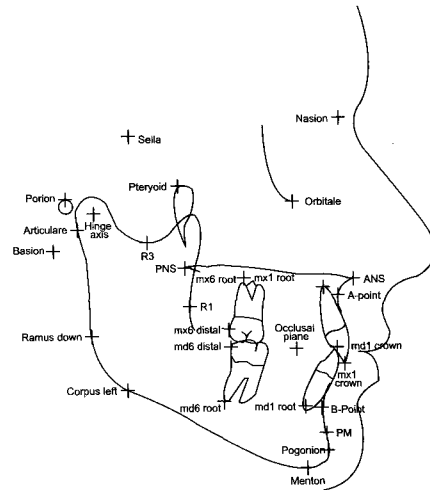 Nasion
Seila
Pteryoid
Porion
Orbitale
Hinge
axis
Articulare
Basion
R3
PNS
mx6 root
mx1 root
ANS
A-point
R1
mx6 distal
Occlusai
plane
Ramus down
md6 distal
md1 crown
mx1
crown
Corpus left
md6 root
md1 root
B-Point
PM
Pogonion
Menton